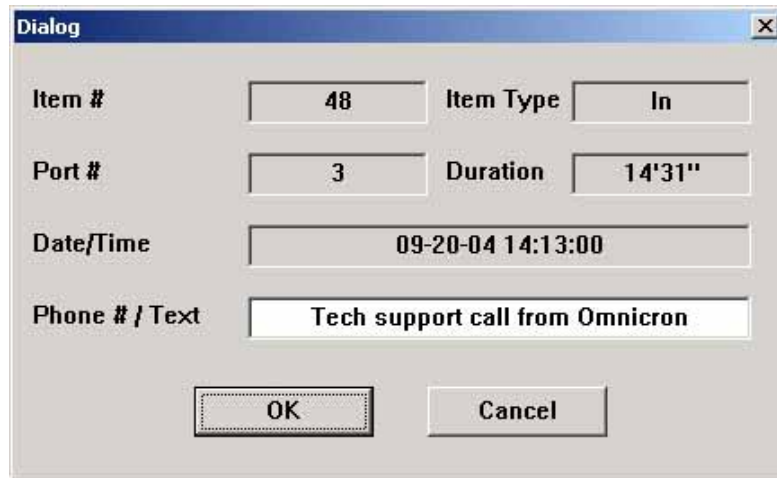 Dialog
Item # 48 Item Type In
Port # 3 Duration 14'31"
Date/Time 09-20-04 14:13:00
Phone # / Text Tech support call from Omnicron
OK Cancel